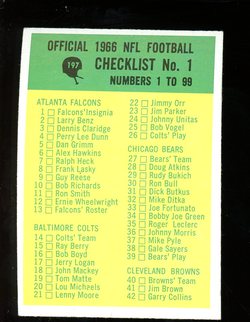 OFFICIAL 1966 NFL FOOTBALL
197
CHECKLIST No. 1
NUMBERS 1 TO 99
ATLANTA FALCONS
1 Falcons'Insignia
2 Larry Benz
3 Dennis Claridge
4 Perry Lee Dunn
5 Dan Grimm
6 Alex Hawkins
7 Ralph Heck
8 Frank Lasky
9 Guy Reese
10 Bob Richards
11 Ron Smith
12 Ernie Wheelwright
13 Falcons' Roster
BALTIMORE COLTS
14 Colts' Team
15 Ray Berry
16 Bob Boyd
17 Jerry Logan
18 John Mackey
19 Tom Matte
20 Lou Michaels
21 Lenny Moore
22 Jimmy Orr
23 Jim Parker
24 Johnny Unitas
25 Bob Vogel
26 Colts' Play
CHICAGO BEARS
27 Bears' Team
28 Doug Atkins
29 Rudy Bukich
30 Ron Bull
31 Dick Butkus
32 Mike Ditka
33 Joe Fortunato
34 Bobby Joe Green
35 Roger Leclerc
36 Johnny Morris
37 Mike Pyle
38 Gale Sayers
39 Bears' Play
CLEVELAND BROWNS
40 Browns' Team
41 Jim Brown
42 Gary Collins